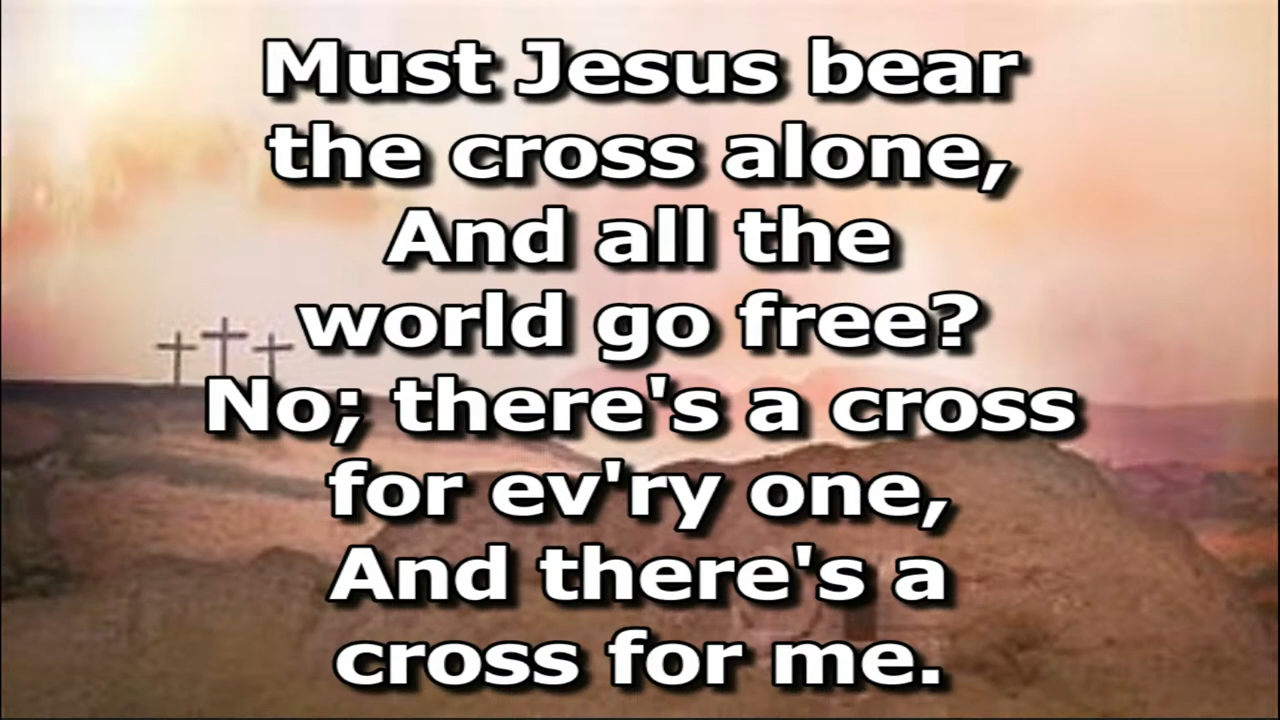 Must Jesus bear
the cross alone,
And all the
world go free?
No; there's a cross
for ev'ry one,
And there's a
cross for me.